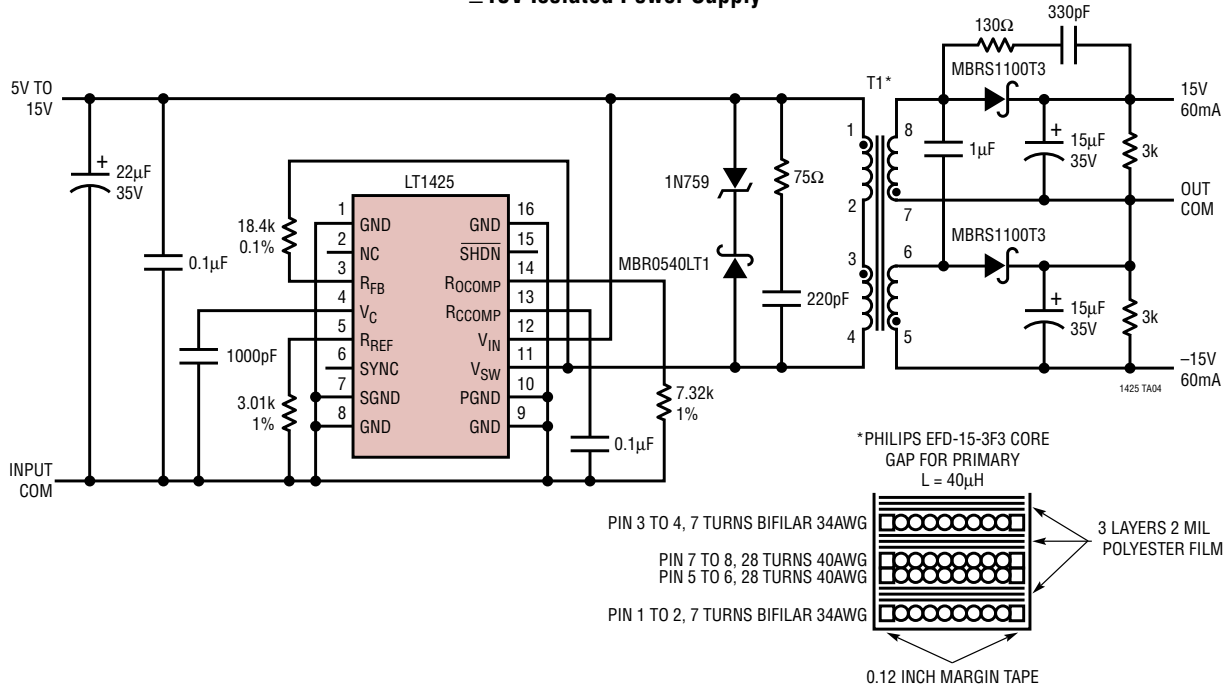 ±15V Isolated Power Supply
130Ω
330pF
MBRS1100T3
T1*
5V TO
15V
15V
60mA
1
8
1µF
+
15µF
35V
3k
+
22µF
35V
1N759
75Ω
LT1425
2
7
OUT
COM
18.4k
0.1%
1
GND
GND
16
2
NC
SHDN
15
3
RFB
ROCOMP
14
4
VC
RCCOMP
13
5
RREF
VIN
12
6
SYNC
VSW
11
7
SGND
PGND
10
8
GND
GND
9
0.1µF
MBR0540LT1
3
6
MBRS1100T3
220pF
+
15µF
35V
3k
4
5
1000pF
–15V
60mA
1425 TA04
3.01k
1%
7.32k
1%
0.1µF
INPUT
COM
*PHILIPS EFD-15-3F3 CORE
GAP FOR PRIMARY
L = 40µH
PIN 3 TO 4, 7 TURNS BIFILAR 34AWG
3 LAYERS 2 MIL
POLYESTER FILM
PIN 7 TO 8, 28 TURNS 40AWG
PIN 5 TO 6, 28 TURNS 40AWG
PIN 1 TO 2, 7 TURNS BIFILAR 34AWG
0.12 INCH MARGIN TAPE